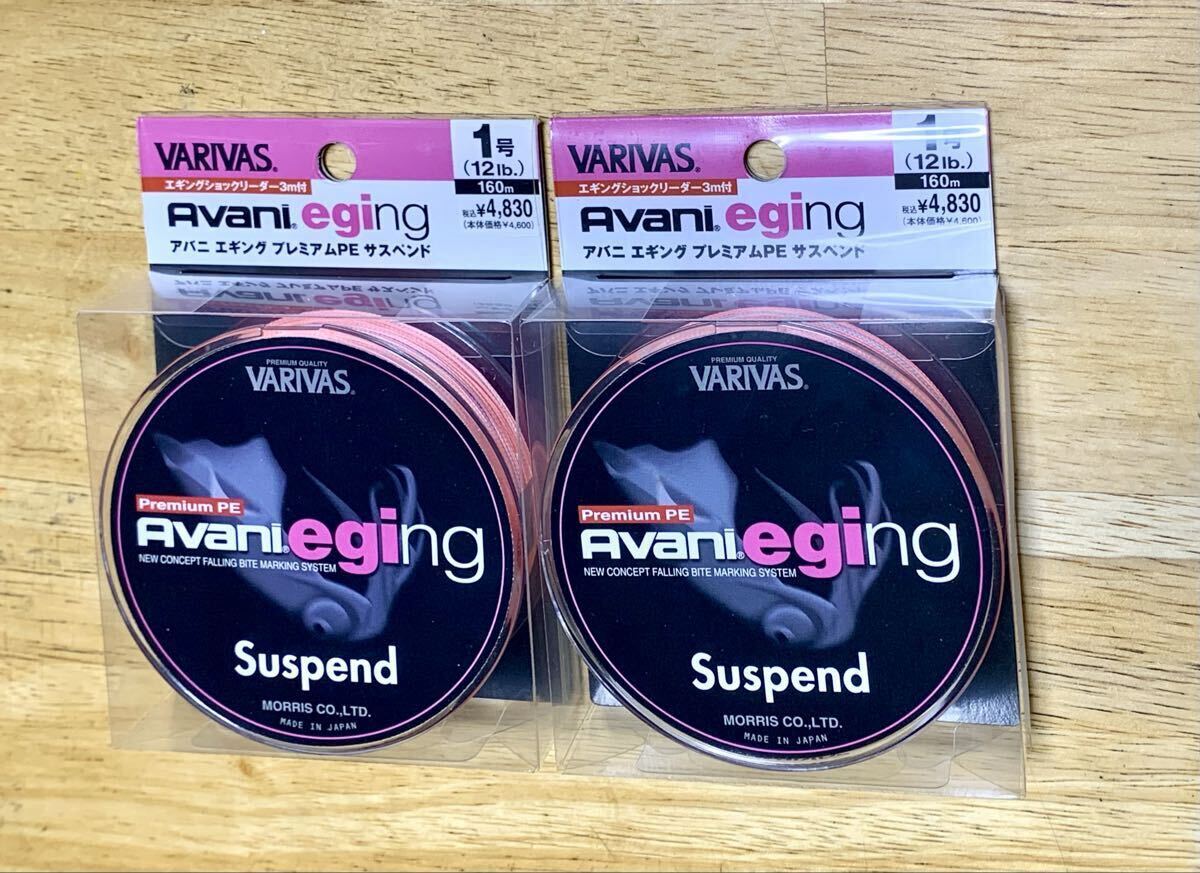 VARIVAS®
1号
(12lb.)
160m
エギングショックリーダー3m付
Avani® eging
税込¥4,830
(本体価格¥4,600)
アバニ エギング プレミアムPE サスペンド
PREMIUM QUALITY
VARIVAS®
Premium PE
Avani® eging
NEW CONCEPT FALLING BITE MARKING SYSTEM
Suspend
MORRIS CO.,LTD.
MADE IN JAPAN
VARIVAS®
1号
(12lb.)
160m
エギングショックリーダー3m付
Avani® eging
税込¥4,830
(本体価格¥4,600)
アバニ エギング プレミアムPE サスペンド
PREMIUM QUALITY
VARIVAS®
Premium PE
Avani® eging
NEW CONCEPT FALLING BITE MARKING SYSTEM
Suspend
MORRIS CO.,LTD.
MADE IN JAPAN